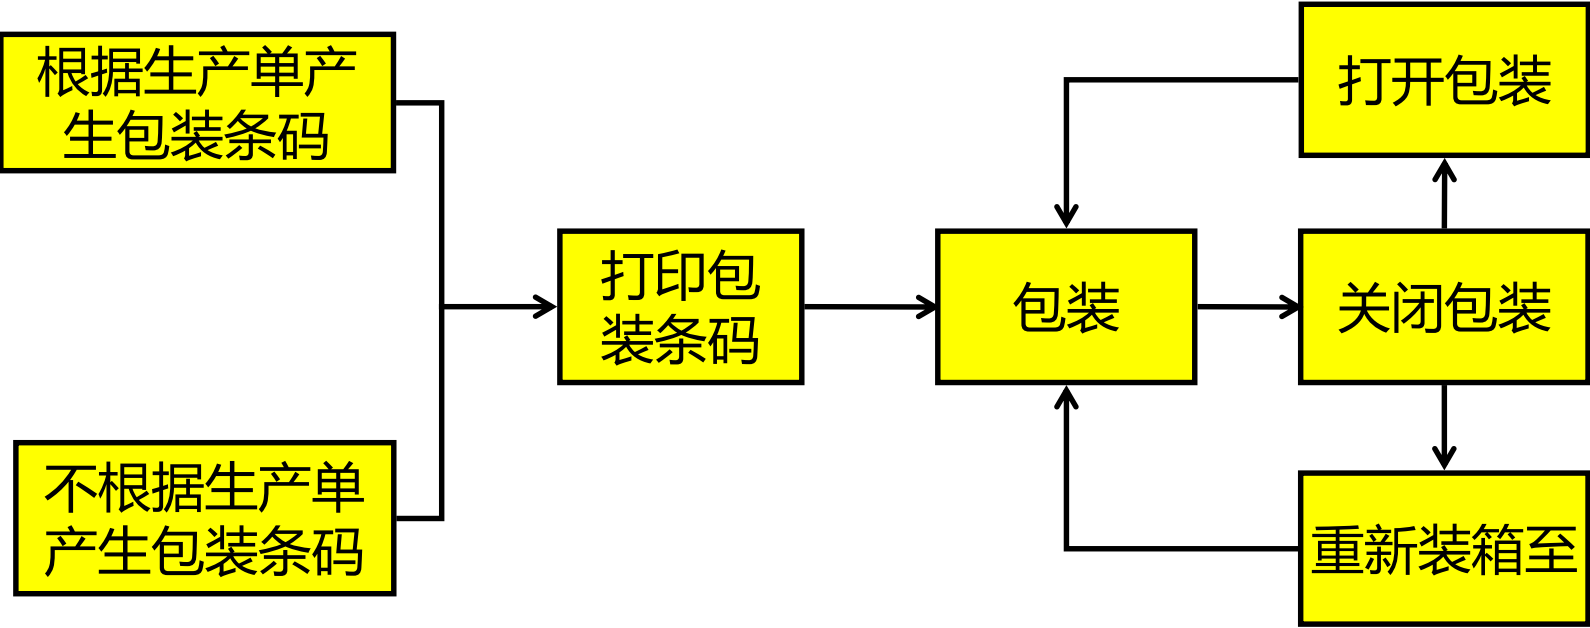 根据生产单产
生包装条码
不根据生产单
产生包装条码
打印包
装条码
包装
打开包装
关闭包装
重新装箱至